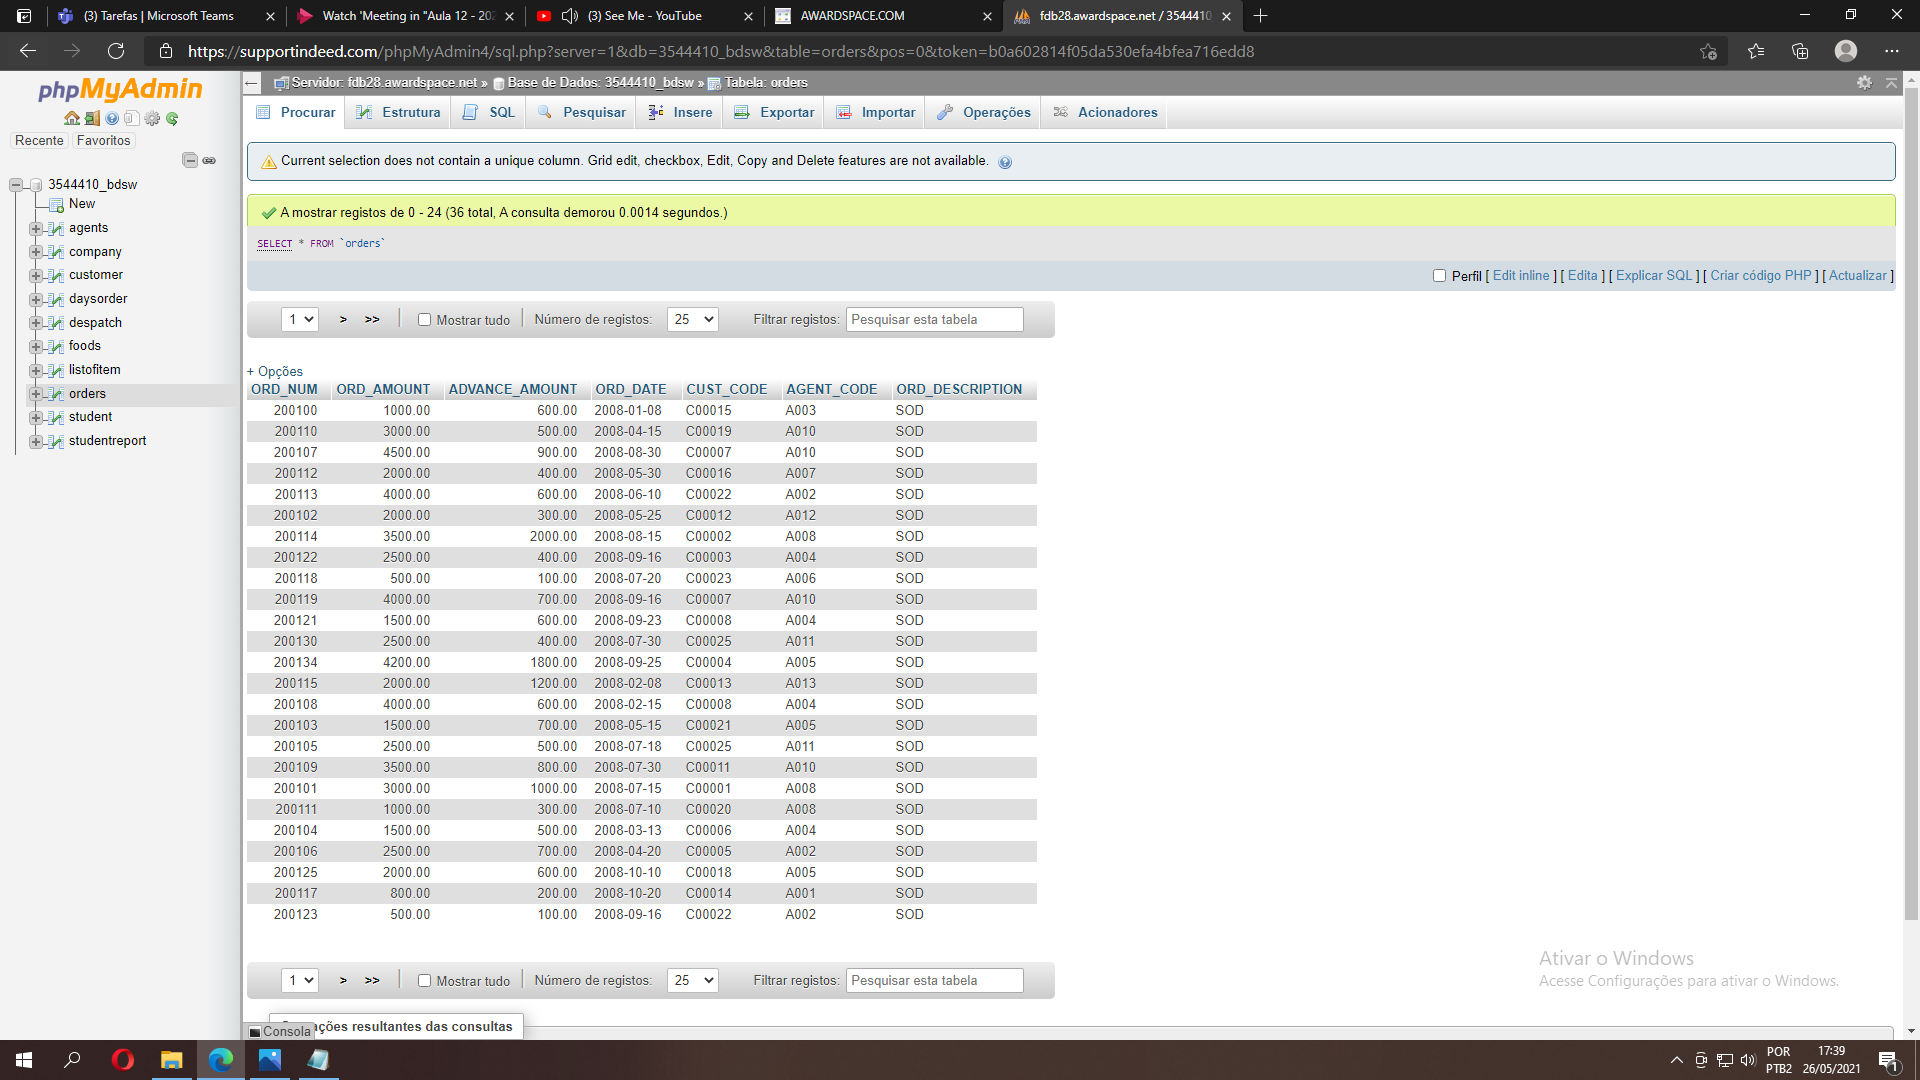 (3) Tarefas | Microsoft Teams
Watch 'Meeting in "Aula 12 - 202
(3) See Me - YouTube
AWARDSPACE.COM
fdb28.awardspace.net / 3544410
https://supportindeed.com/phpMyAdmin4/sql.php?server=1&db=3544410_bdsw&table=orders&pos=0&token=b0a602814f05da530efa4bfea716edd8
phpMyAdmin
Recente Favoritos
3544410_bdsw
New
agents
company
customer
daysorder
despatch
foods
listofitem
orders
student
studentreport
Servidor: fdb28.awardspace.net » Base de Dados: 3544410_bdsw » Tabela: orders
Procurar Estrutura SQL Pesquisar Insere Exportar Importar Operações Acionadores
Current selection does not contain a unique column. Grid edit, checkbox, Edit, Copy and Delete features are not available.
A mostrar registos de 0 - 24 (36 total, A consulta demorou 0.0014 segundos.)
SELECT * FROM `orders`
Perfil [ Edit inline ] [ Edita ] [ Explicar SQL ] [ Criar código PHP ] [ Actualizar ]
1 > >> Mostrar tudo Número de registos: 25 Filtrar registos: Pesquisar esta tabela
+ Opções
ORD_NUM ORD_AMOUNT ADVANCE_AMOUNT ORD_DATE CUST_CODE AGENT_CODE ORD_DESCRIPTION
200100 1000.00 600.00 2008-01-08 C00015 A003 SOD
200110 3000.00 500.00 2008-04-15 C00019 A010 SOD
200107 4500.00 900.00 2008-08-30 C00007 A010 SOD
200112 2000.00 400.00 2008-05-30 C00016 A007 SOD
200113 4000.00 600.00 2008-06-10 C00022 A002 SOD
200102 2000.00 300.00 2008-05-25 C00012 A012 SOD
200114 3500.00 2000.00 2008-08-15 C00002 A008 SOD
200122 2500.00 400.00 2008-09-16 C00003 A004 SOD
200118 500.00 100.00 2008-07-20 C00023 A006 SOD
200119 4000.00 700.00 2008-09-16 C00007 A010 SOD
200121 1500.00 600.00 2008-09-23 C00008 A004 SOD
200130 2500.00 400.00 2008-07-30 C00025 A011 SOD
200134 4200.00 1800.00 2008-09-25 C00004 A005 SOD
200115 2000.00 1200.00 2008-02-08 C00013 A013 SOD
200108 4000.00 600.00 2008-02-15 C00008 A004 SOD
200103 1500.00 700.00 2008-05-15 C00021 A005 SOD
200105 2500.00 500.00 2008-07-18 C00025 A011 SOD
200109 3500.00 800.00 2008-07-30 C00011 A010 SOD
200101 3000.00 1000.00 2008-07-15 C00001 A008 SOD
200111 1000.00 300.00 2008-07-10 C00020 A008 SOD
200104 1500.00 500.00 2008-03-13 C00006 A004 SOD
200106 2500.00 700.00 2008-04-20 C00005 A002 SOD
200125 2000.00 600.00 2008-10-10 C00018 A005 SOD
200117 800.00 200.00 2008-10-20 C00014 A001 SOD
200123 500.00 100.00 2008-09-16 C00022 A002 SOD
1 > >> Mostrar tudo Número de registos: 25 Filtrar registos: Pesquisar esta tabela
ações resultantes das consultas
Consola
Ativar o Windows
Acesse Configurações para ativar o Windows.
POR
PTB2
17:39
26/05/2021
1